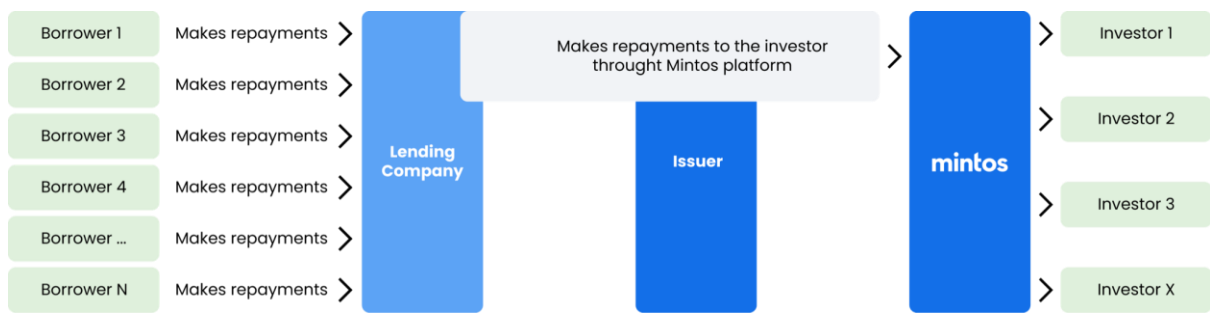 Borrower 1 Makes repayments
Borrower 2 Makes repayments
Borrower 3 Makes repayments
Borrower 4 Makes repayments
Borrower ... Makes repayments
Borrower N Makes repayments
Lending
Company
Makes repayments to the investor
throught Mintos platform
Issuer
mintos
Investor 1
Investor 2
Investor 3
Investor X